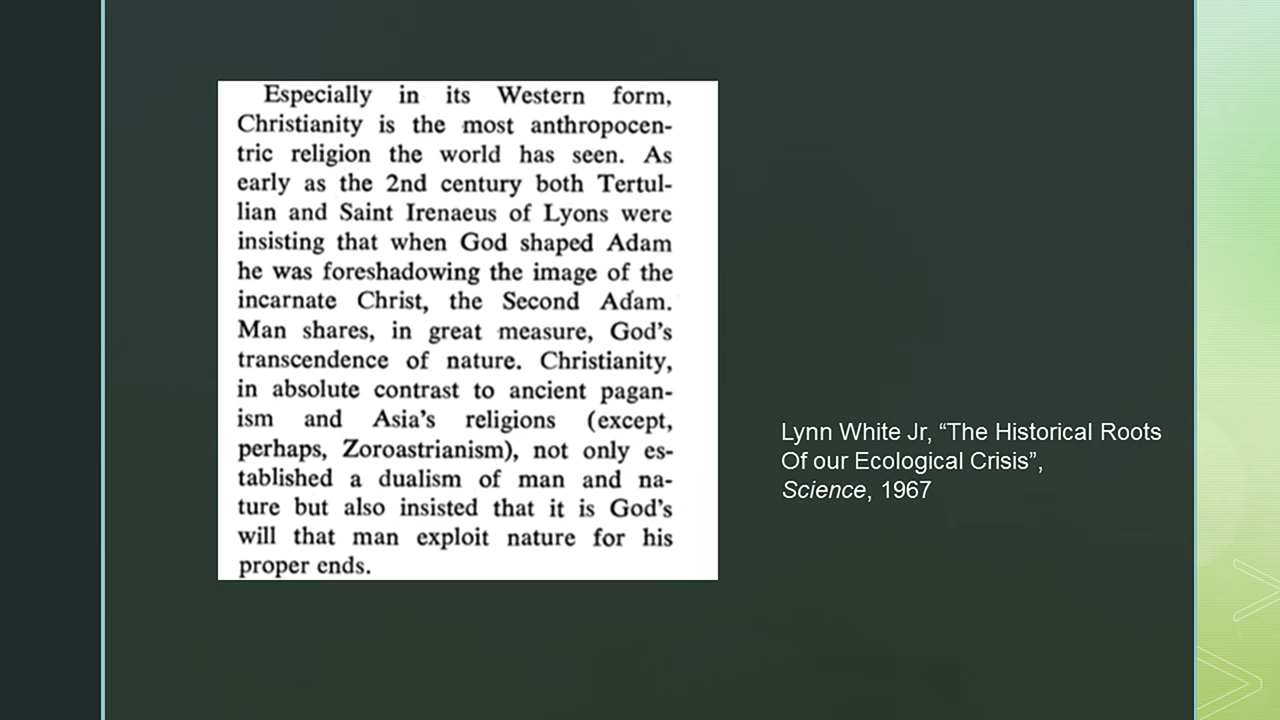 Especially in its Western form,
Christianity is the most anthropocen-
tric religion the world has seen. As
early as the 2nd century both Tertul-
lian and Saint Irenaeus of Lyons were
insisting that when God shaped Adam
he was foreshadowing the image of the
incarnate Christ, the Second Adam.
Man shares, in great measure, God's
transcendence of nature. Christianity,
in absolute contrast to ancient pagan-
ism and Asia's religions (except,
perhaps, Zoroastrianism), not only es-
tablished a dualism of man and na-
ture but also insisted that it is God's
will that man exploit nature for his
proper ends.
Lynn White Jr, “The Historical Roots
Of our Ecological Crisis”,
Science, 1967